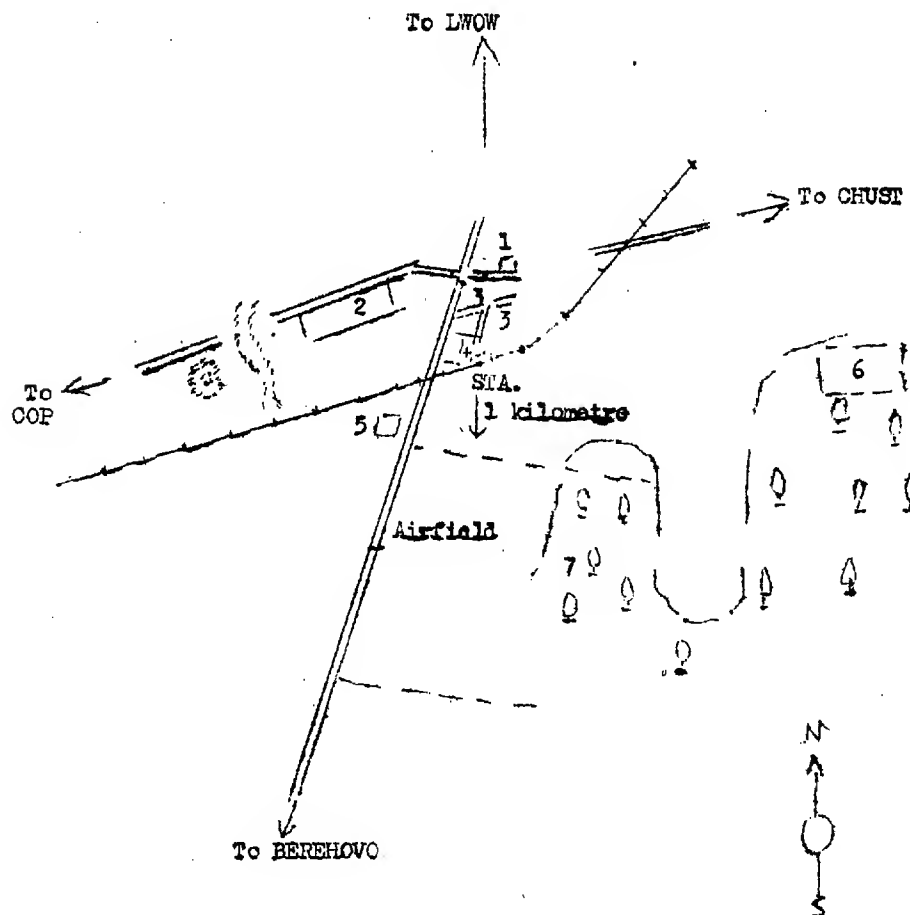 To LWOW
To CHUST
1
2
3
3
4
To
COP
STA.
1 kilometre
5
6
Airfield
7
To BEREHOVO
N
S